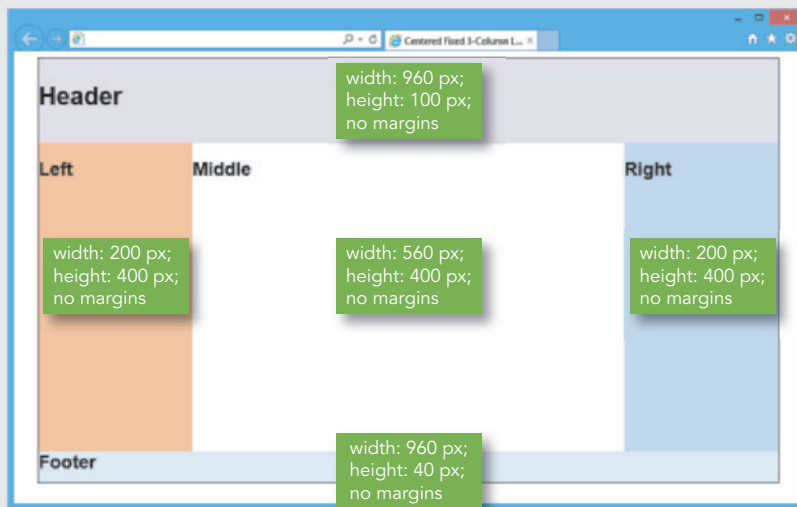 Centered Fixed 3-Column L...
Header
width: 960 px;
height: 100 px;
no margins
Left
Middle
Right
width: 200 px;
height: 400 px;
no margins
width: 560 px;
height: 400 px;
no margins
width: 200 px;
height: 400 px;
no margins
Footer
width: 960 px;
height: 40 px;
no margins